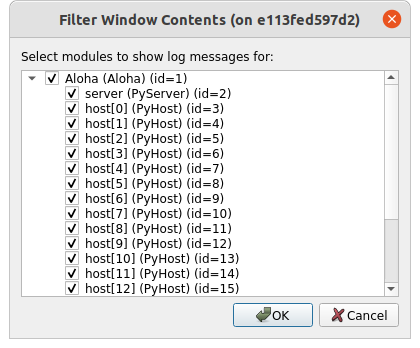 Filter Window Contents (on e113fed597d2)
Select modules to show log messages for:
Aloha (Aloha) (id=1)
server (PyServer) (id=2)
host[0] (PyHost) (id=3)
host[1] (PyHost) (id=4)
host[2] (PyHost) (id=5)
host[3] (PyHost) (id=6)
host[4] (PyHost) (id=7)
host[5] (PyHost) (id=8)
host[6] (PyHost) (id=9)
host[7] (PyHost) (id=10)
host[8] (PyHost) (id=11)
host[9] (PyHost) (id=12)
host[10] (PyHost) (id=13)
host[11] (PyHost) (id=14)
host[12] (PyHost) (id=15)
OK Cancel